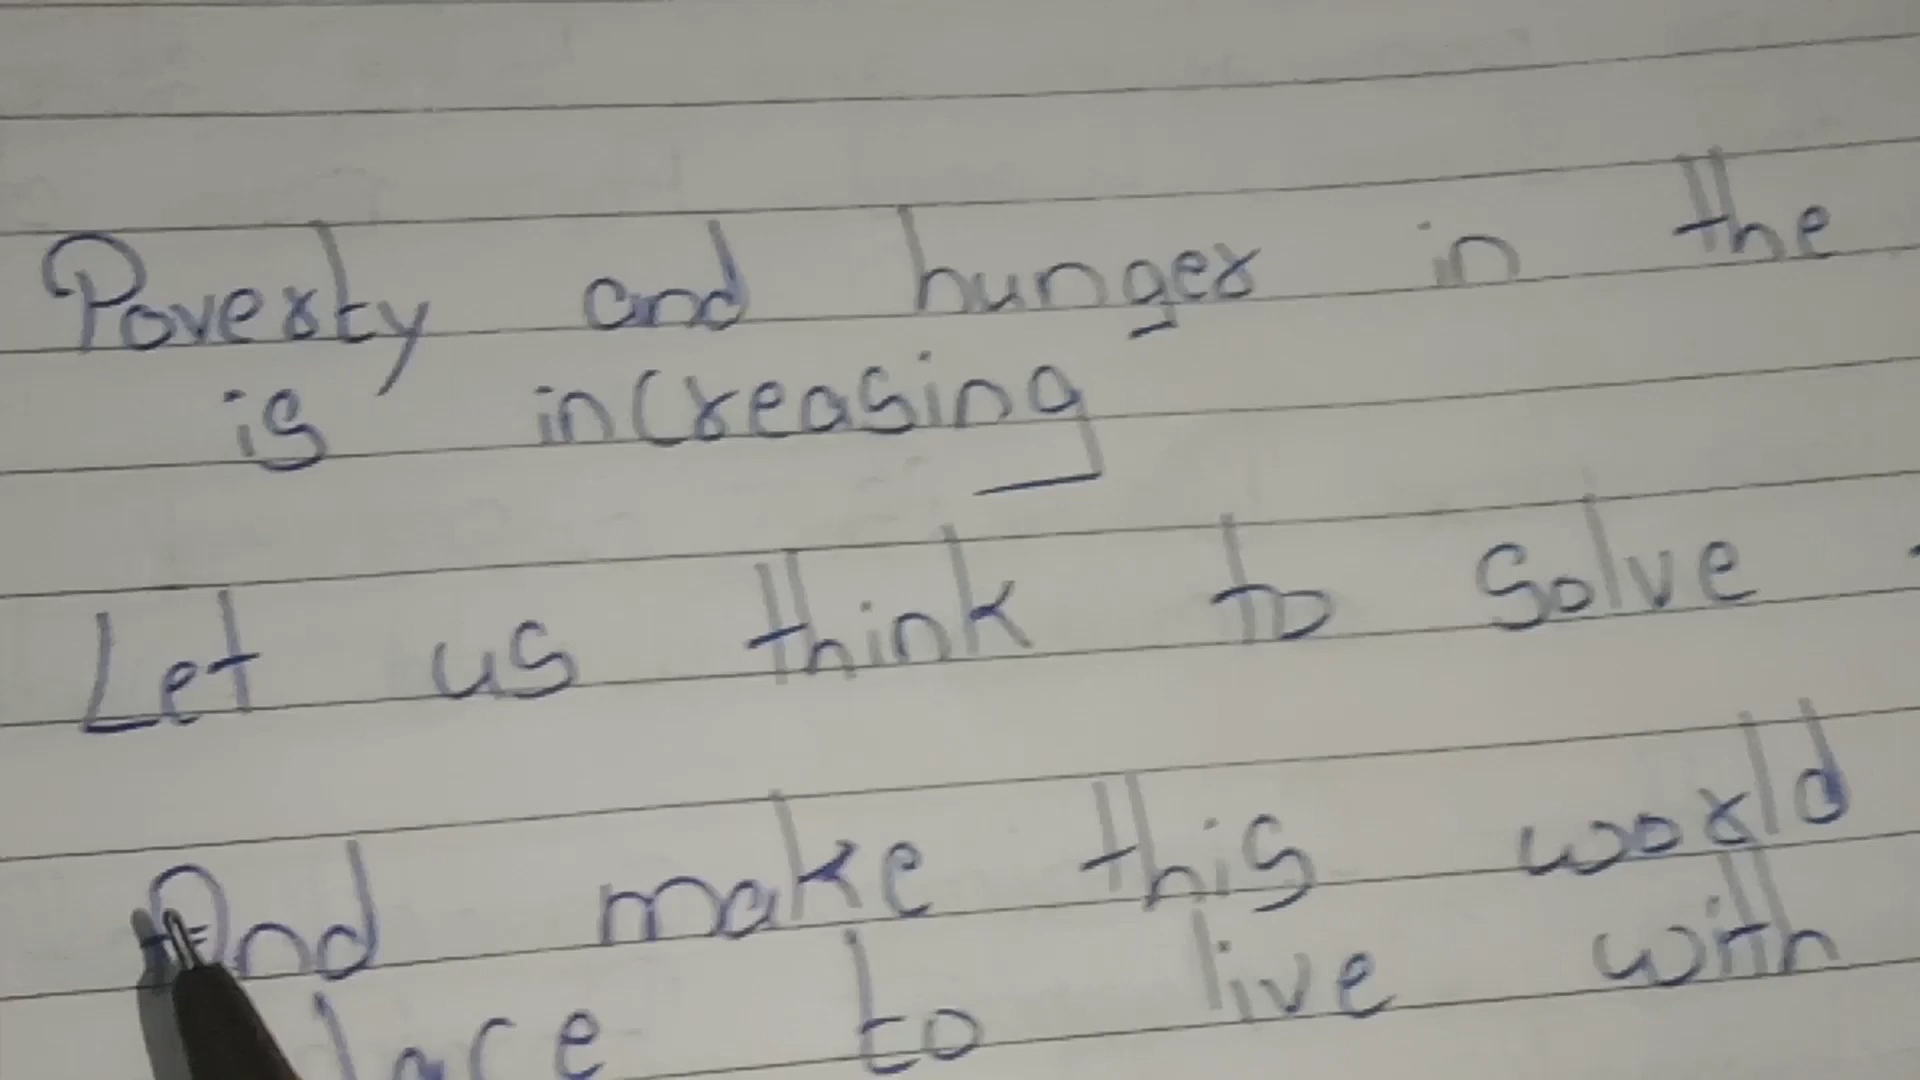 Poverty and hunger in the
is increasing
Let us think to solve
And make this world
lace to live with